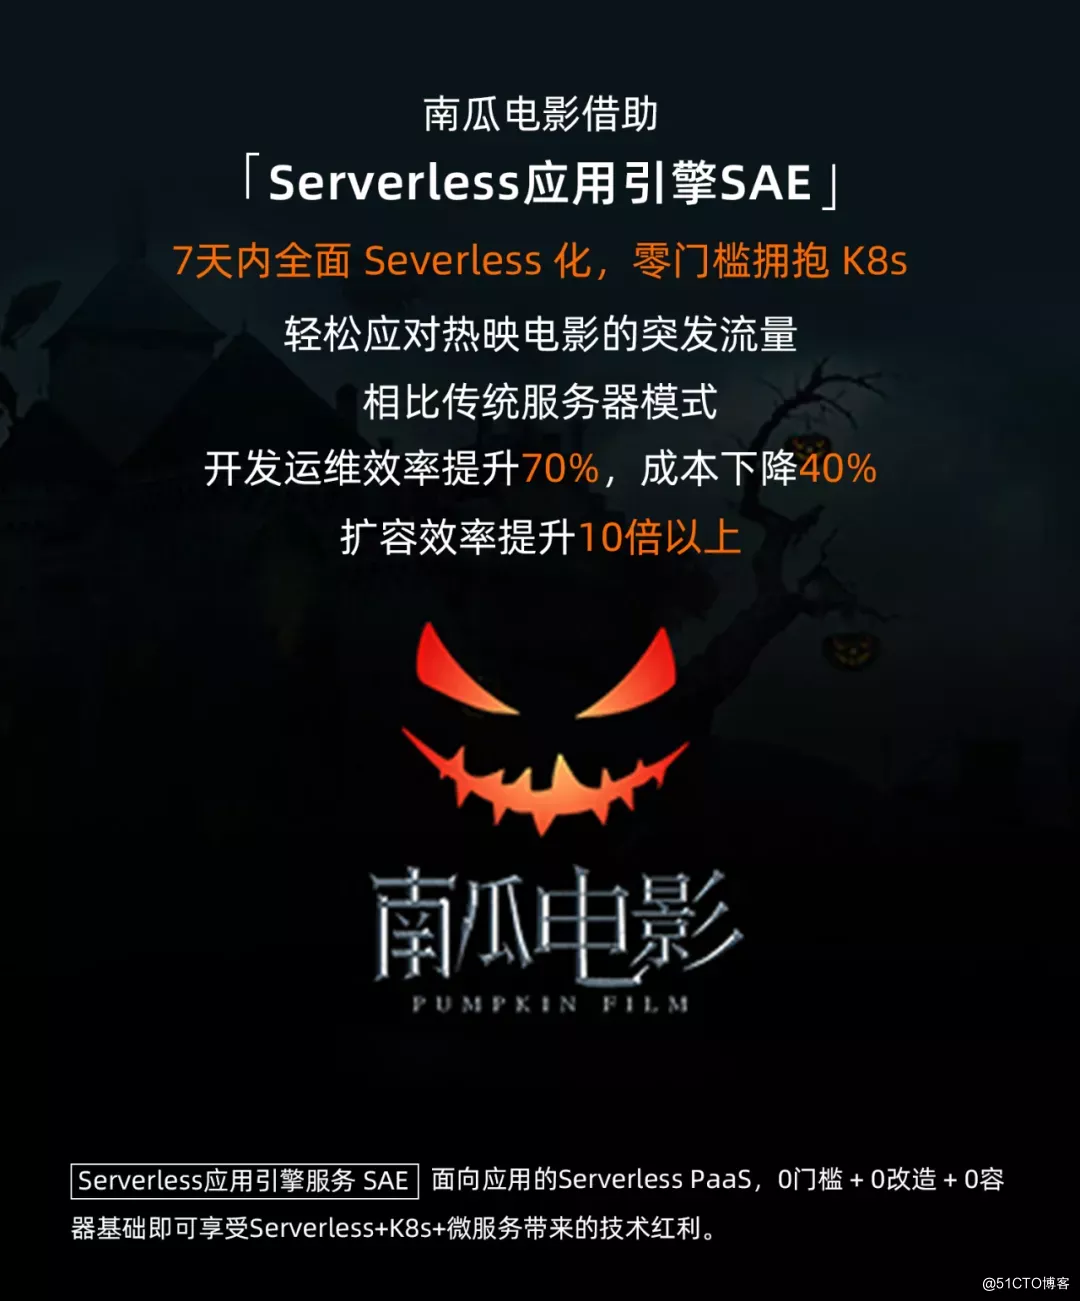 南瓜电影借助
「Serverless应用引擎SAE」
7天内全面 Severless 化，零门槛拥抱 K8s
轻松应对热映电影的突发流量
相比传统服务器模式
开发运维效率提升70%，成本下降40%
扩容效率提升10倍以上
南瓜电影
PUMPKIN FILM
Serverless应用引擎服务 SAE 面向应用的Serverless PaaS，0门槛＋0改造＋0容
器基础即可享受Serverless+K8s+微服务带来的技术红利。
@51CTO博客